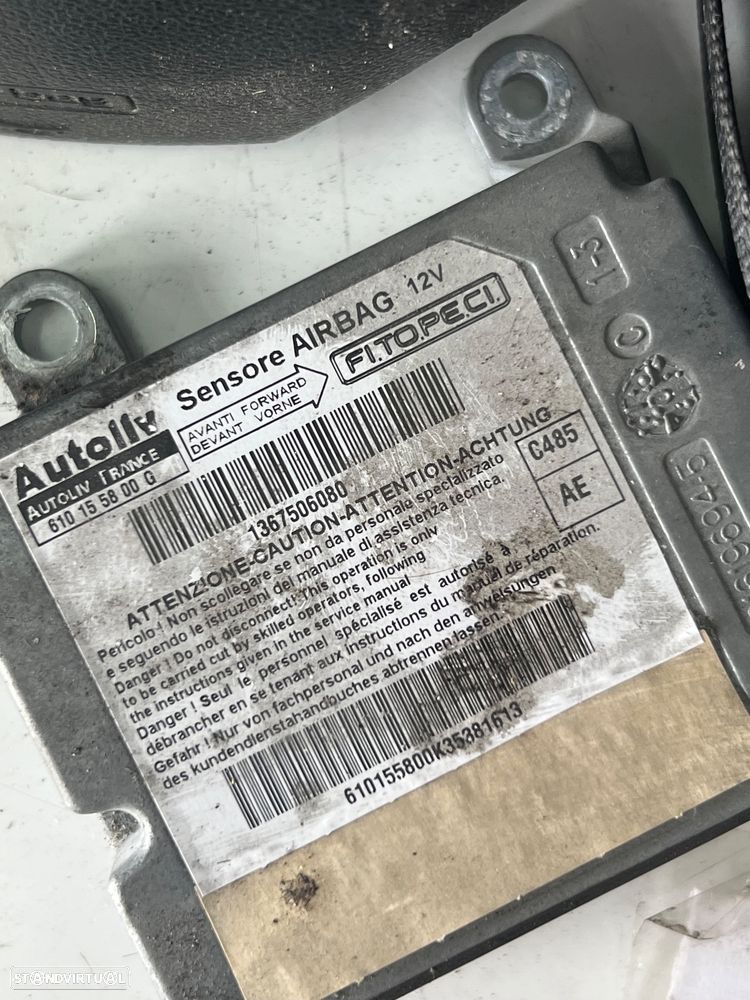 Autoliv
AUTOLIV FRANCE
610 15 58 00 G
Sensore AIRBAG 12V
AVANTI FORWARD
DEVANT VORNE
FI.TO.PE.CI.
1367506080
C485
AE
ATTENZIONE-CAUTION-ATTENTION-ACHTUNG
Pericolo! Non scollegare se non da personale specializzato
e seguendo le istruzioni del manuale di assistenza tecnica.
Danger ! Do not disconnect! This operation is only
to be carried out by skilled operators, following
the instructions given in the service manual
Danger ! Seul le personnel spécialisé est autorisé à
débrancher en se tenant aux instructions du manuel de réparation.
Gefahr ! Nur von fachpersonal und nach den anweisungen
des kundendienstahandbuches abtrennen lassen.
610155800K35381613
1-3
C
STANDVIRTUAL